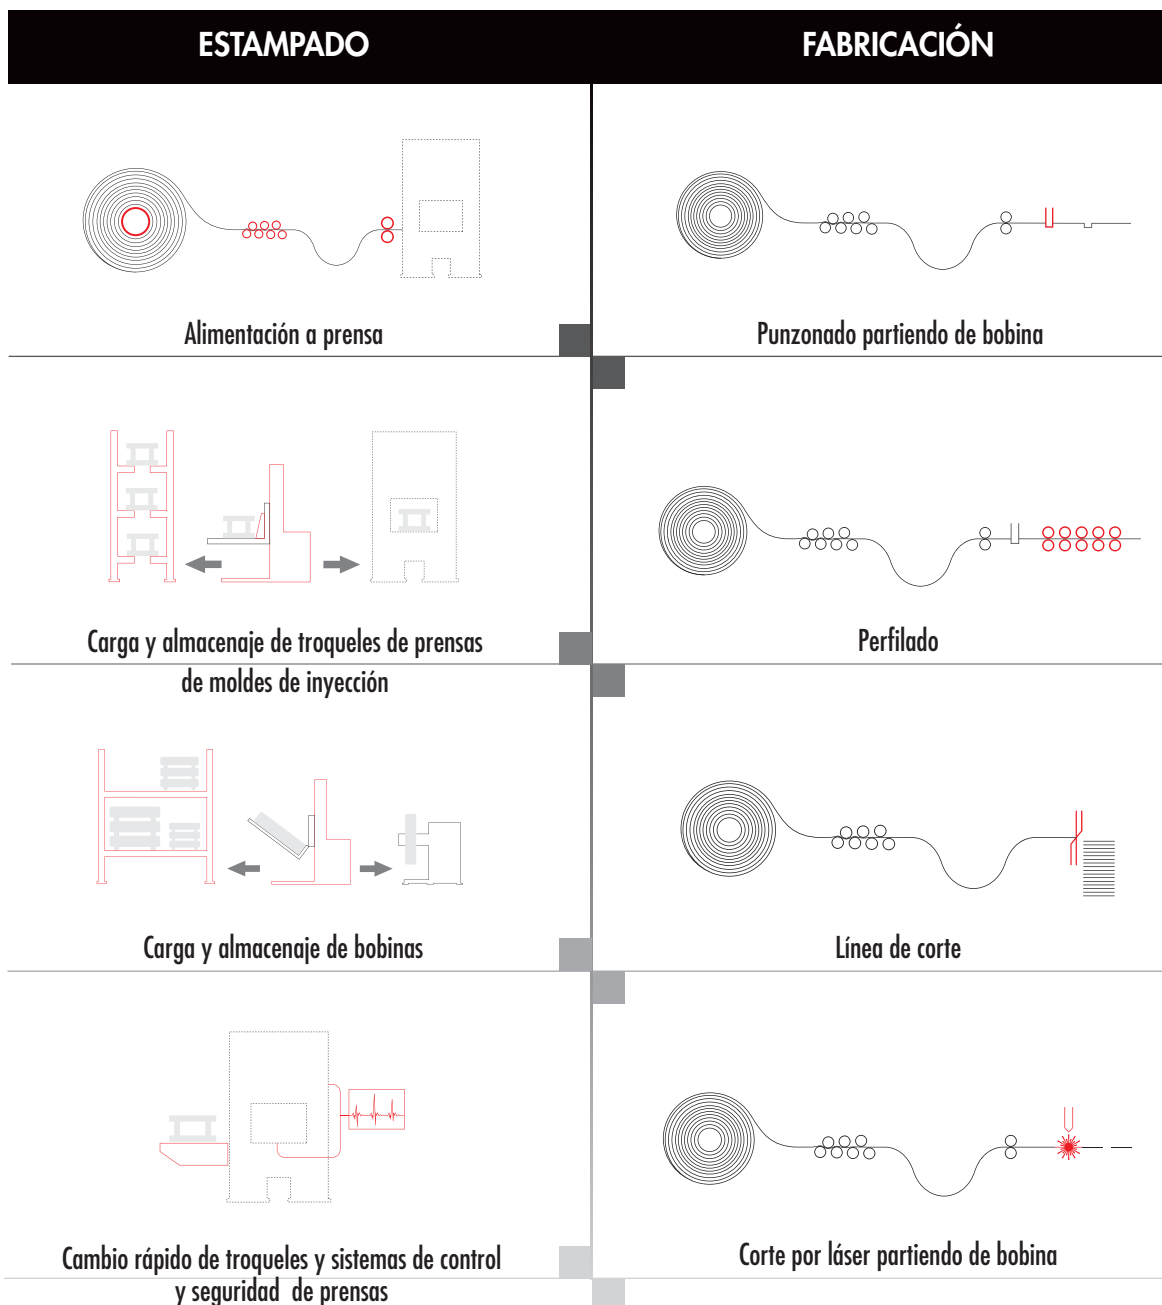 ESTAMPADO
FABRICACIÓN
Alimentación a prensa
Punzonado partiendo de bobina
Carga y almacenaje de troqueles de prensas
de moldes de inyección
Perfilado
Carga y almacenaje de bobinas
Línea de corte
Cambio rápido de troqueles y sistemas de control
y seguridad de prensas
Corte por láser partiendo de bobina